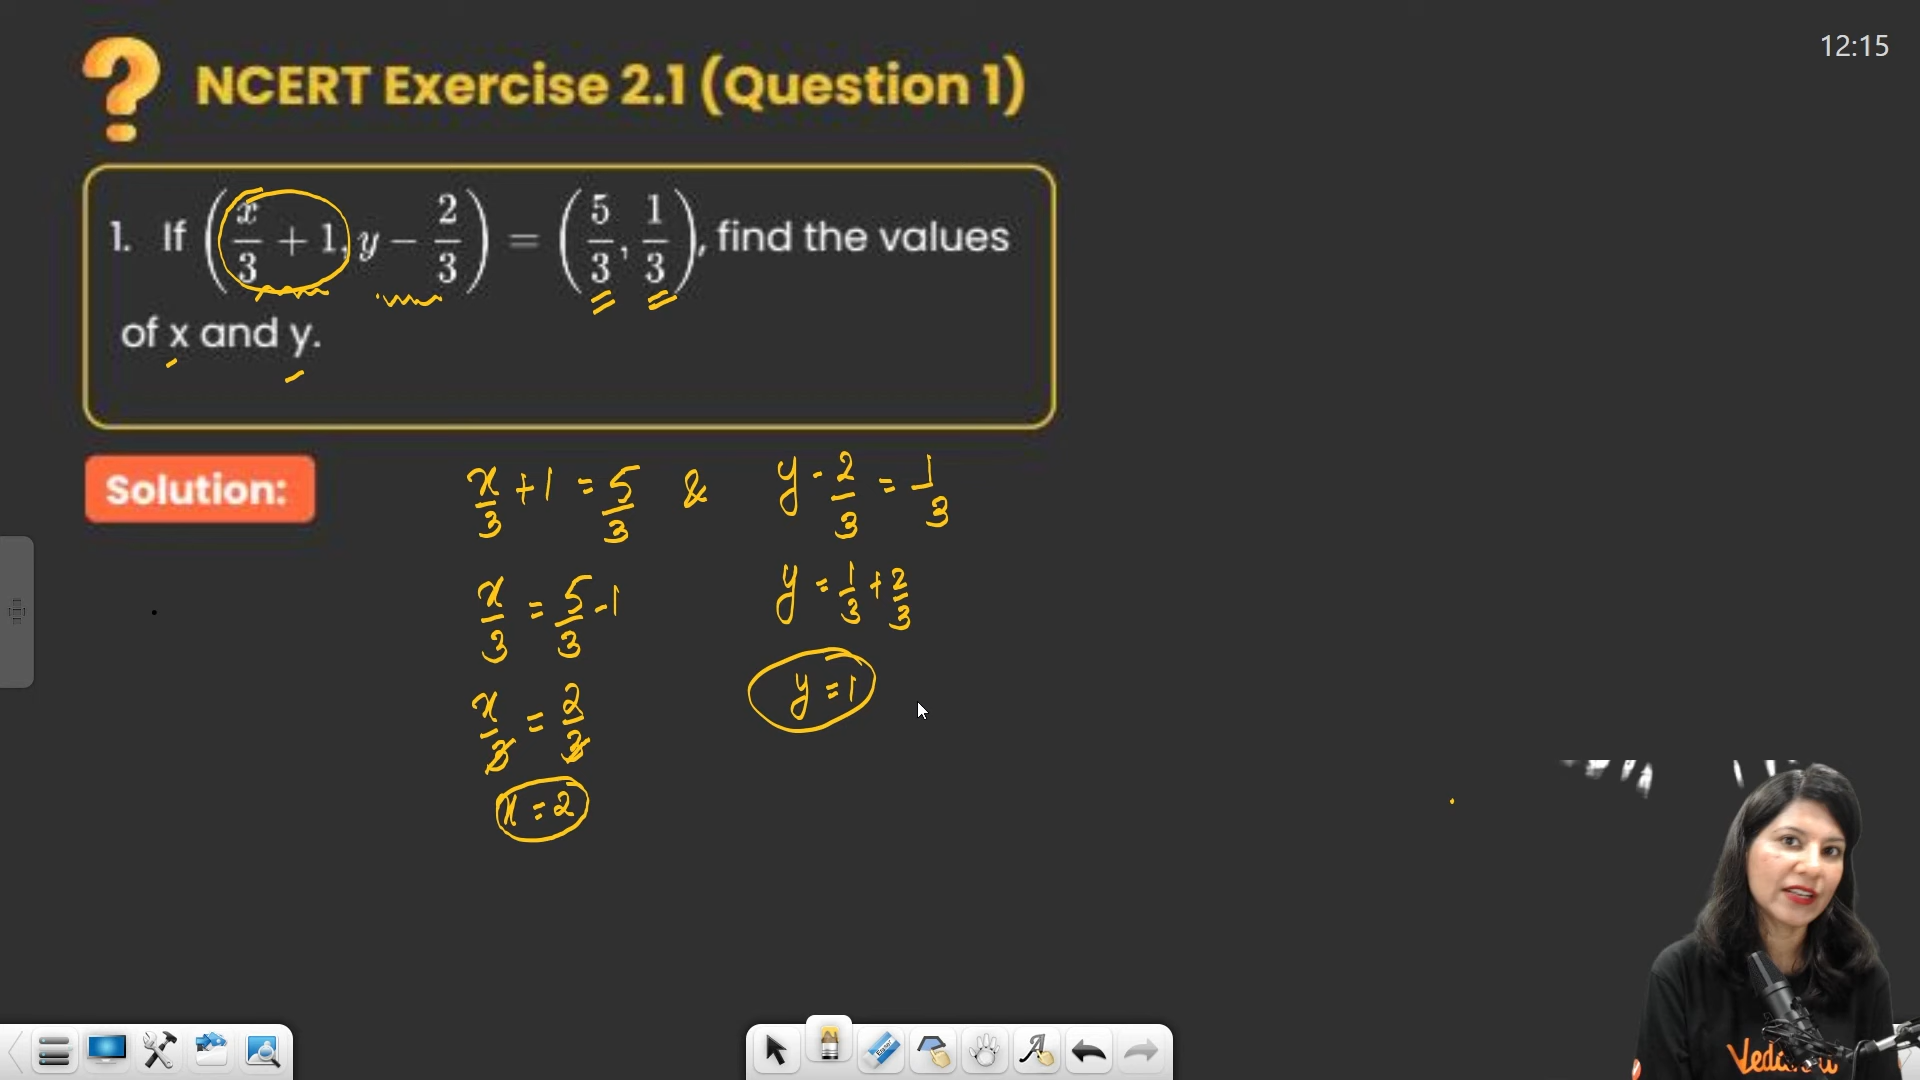 12:15
NCERT Exercise 2.1 (Question 1)
1. If (x/3 + 1, y − 2/3) = (5/3, 1/3), find the values
of x and y.
Solution:
x/3 + 1 = 5/3 & y - 2/3 = 1/3
x/3 = 5/3 - 1
y = 1/3 + 2/3
x/3 = 2/3
y = 1
x = 2
Eraser